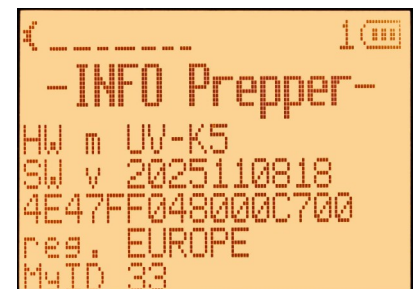 1
-INFO Prepper-
HW m UV-K5
SW v 2025110818
4E47FF048000C700
reg. EUROPE
MyID 33